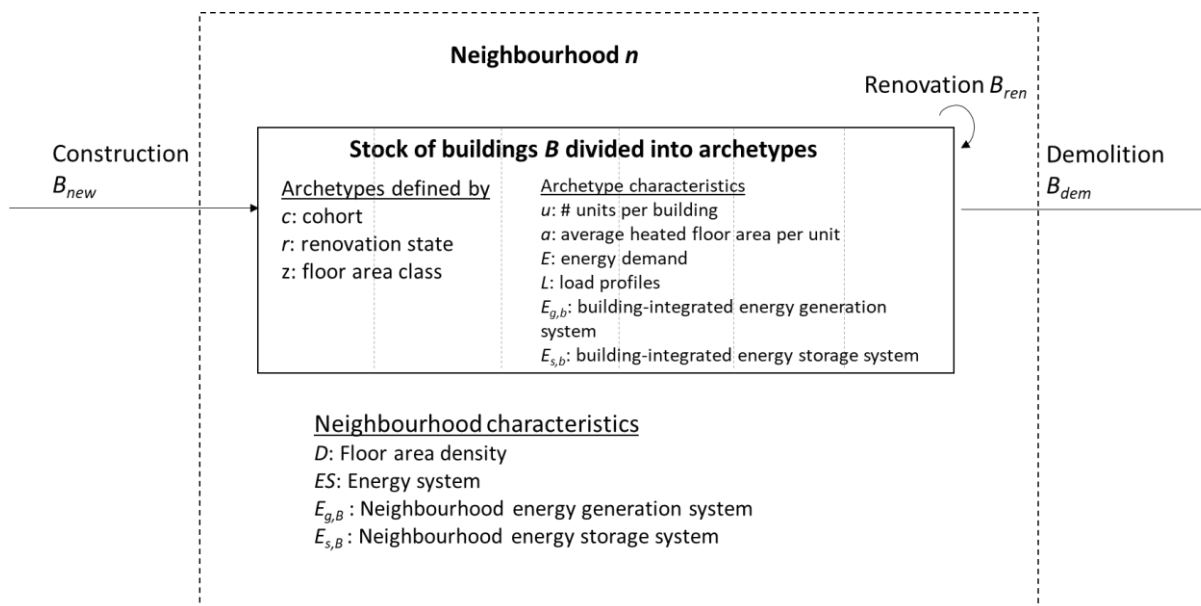 Neighbourhood n
Renovation B_ren
Construction
B_new
Stock of buildings B divided into archetypes
Archetypes defined by
c: cohort
r: renovation state
z: floor area class
Archetype characteristics
u: # units per building
a: average heated floor area per unit
E: energy demand
L: load profiles
E_g,b: building-integrated energy generation
system
E_s,b: building-integrated energy storage system
Demolition
B_dem
Neighbourhood characteristics
D: Floor area density
ES: Energy system
E_g,B : Neighbourhood energy generation system
E_s,B : Neighbourhood energy storage system